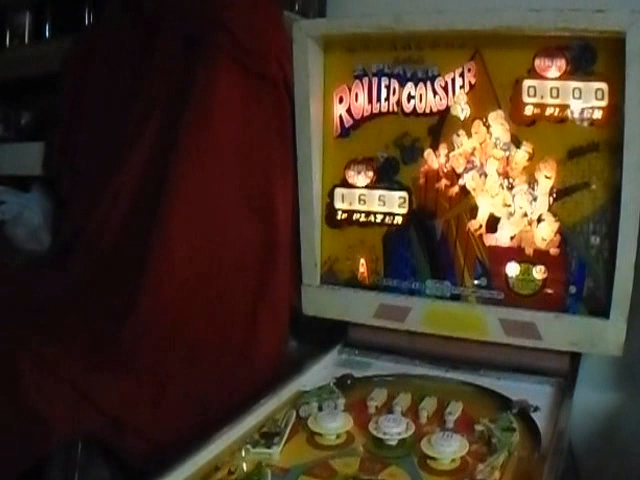 2 PLAYER
ROLLER COASTER
0,000
2ND PLAYER
1,652
1ST PLAYER